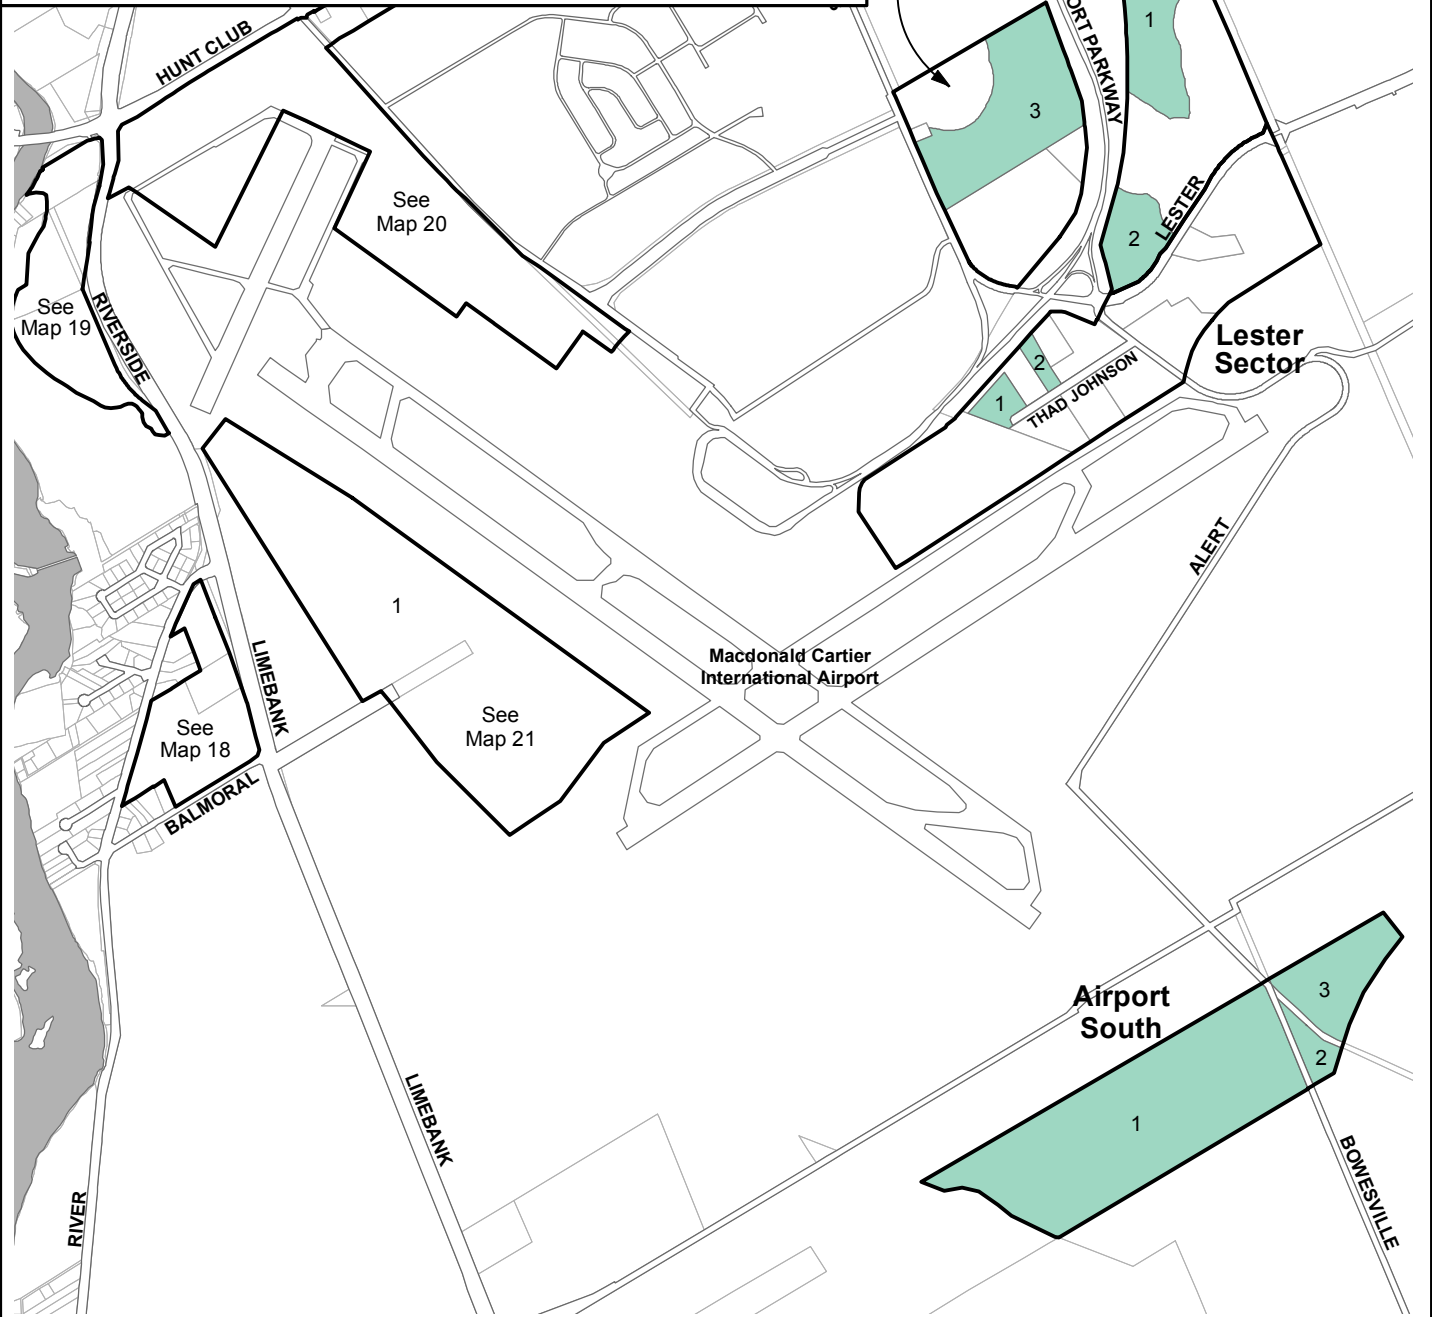 HUNT CLUB
ORT PARKWAY
1
3
See
Map 20
LESTER
2
See
Map 19
RIVERSIDE
Lester
Sector
2
1
THAD JOHNSON
ALERT
1
LIMEBANK
Macdonald Cartier
International Airport
See
Map 18
See
Map 21
BALMORAL
Airport
South
3
2
1
LIMEBANK
BOWESVILLE
RIVER